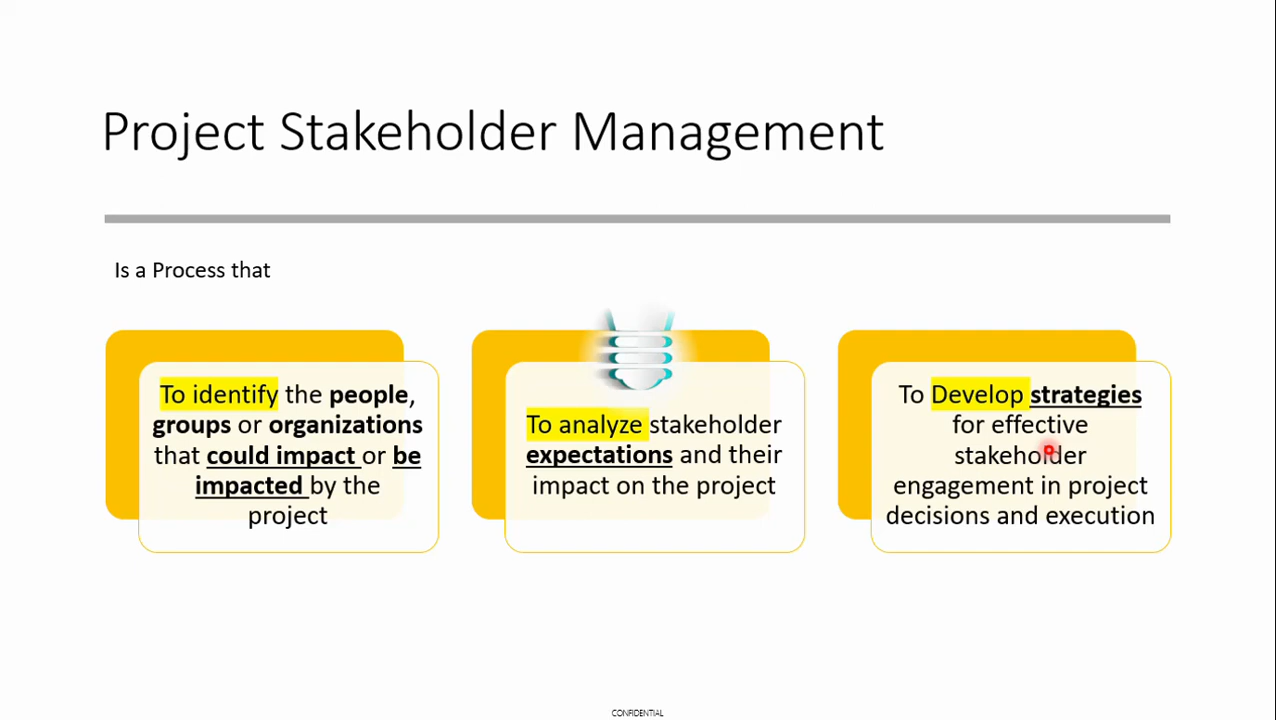 Project Stakeholder Management
Is a Process that
To identify the people,
groups or organizations
that could impact or be
impacted by the
project
To analyze stakeholder
expectations and their
impact on the project
To Develop strategies
for effective
stakeholder
engagement in project
decisions and execution
CONFIDENTIAL